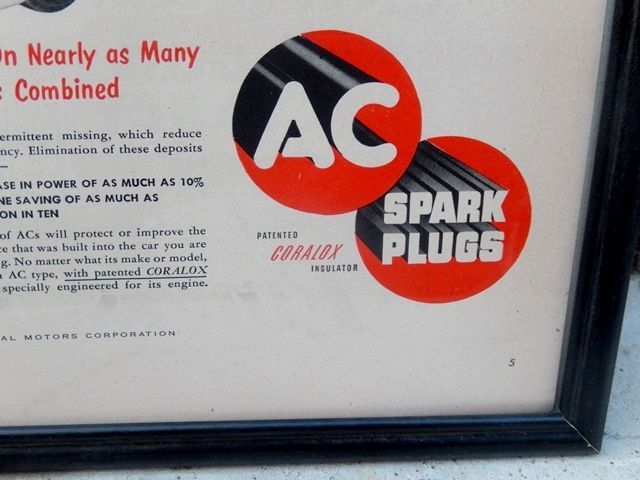 On Nearly as Many
Combined
ermittent missing, which reduce
ncy. Elimination of these deposits
ASE IN POWER OF AS MUCH AS 10%
NE SAVING OF AS MUCH AS
ON IN TEN
of ACs will protect or improve the
ce that was built into the car you are
g. No matter what its make or model,
AC type, with patented CORALOX
specially engineered for its engine.
AL MOTORS CORPORATION
AC
SPARK
PLUGS
PATENTED
CORALOX
INSULATOR
5